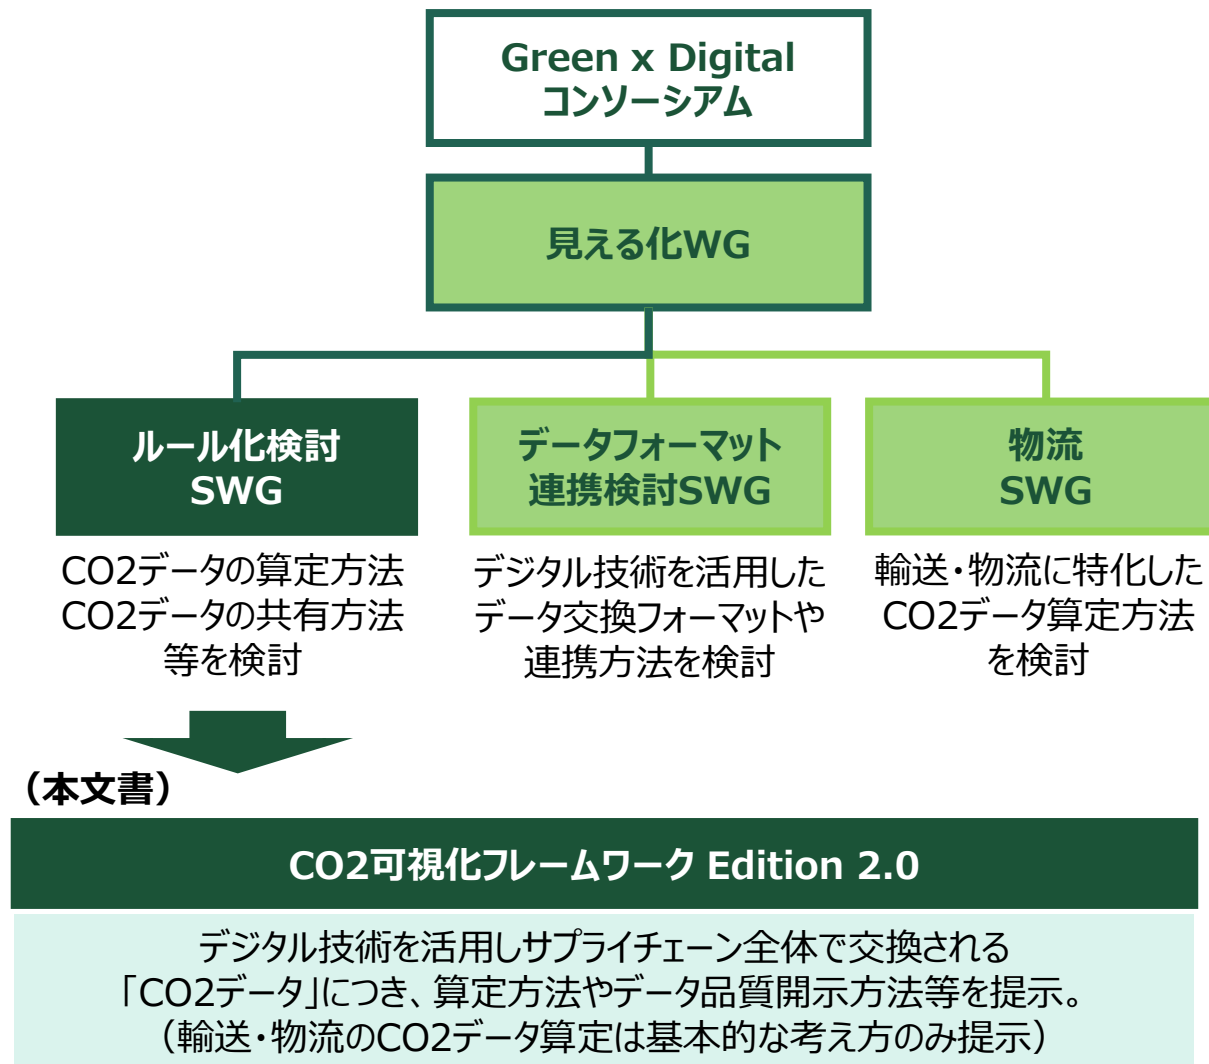 Green x Digital
コンソーシアム
見える化WG
ルール化検討
SWG
CO2データの算定方法
CO2データの共有方法
等を検討
データフォーマット
連携検討SWG
デジタル技術を活用した
データ交換フォーマットや
連携方法を検討
物流
SWG
輸送・物流に特化した
CO2データ算定方法
を検討
（本文書）
CO2可視化フレームワーク Edition 2.0
デジタル技術を活用しサプライチェーン全体で交換される
「CO2データ」につき、算定方法やデータ品質開示方法等を提示。
（輸送・物流のCO2データ算定は基本的な考え方のみ提示）